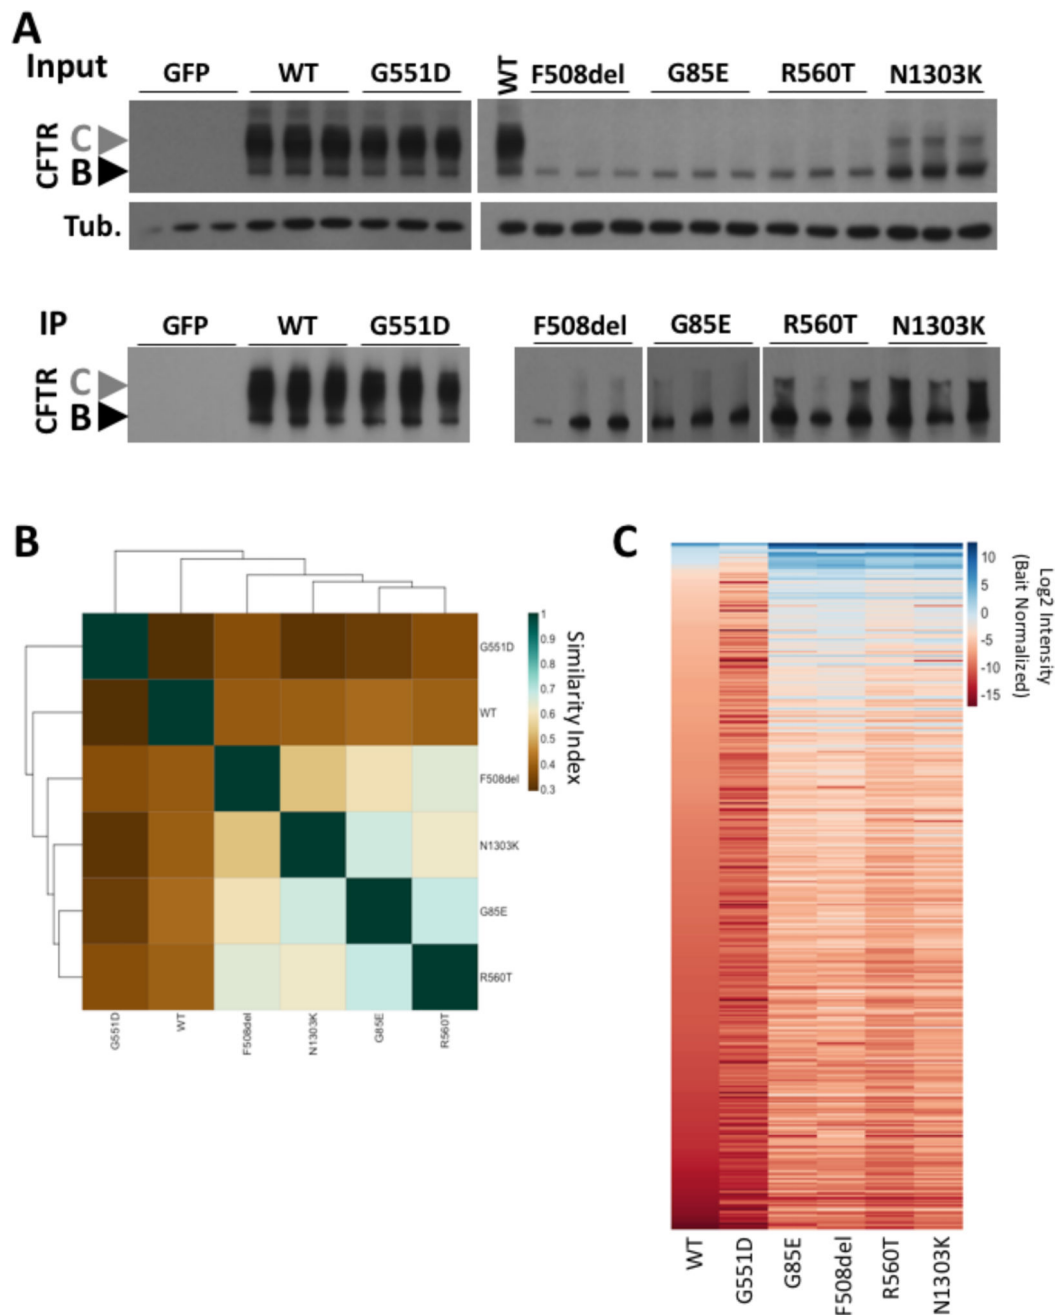 A
Input
GFP WT G551D WT F508del G85E R560T N1303K
CFTR
C
B
Tub.
IP
GFP WT G551D F508del G85E R560T N1303K
CFTR
C
B
B
C
1
0.9
0.8
0.7
0.6
0.5
0.4
0.3
Similarity Index
G551D
WT
F508del
N1303K
G85E
R560T
G551D WT F508del N1303K G85E R560T
10
5
0
-5
-10
-15
Log2 Intensity
(Bait Normalized)
WT G551D G85E F508del R560T N1303K